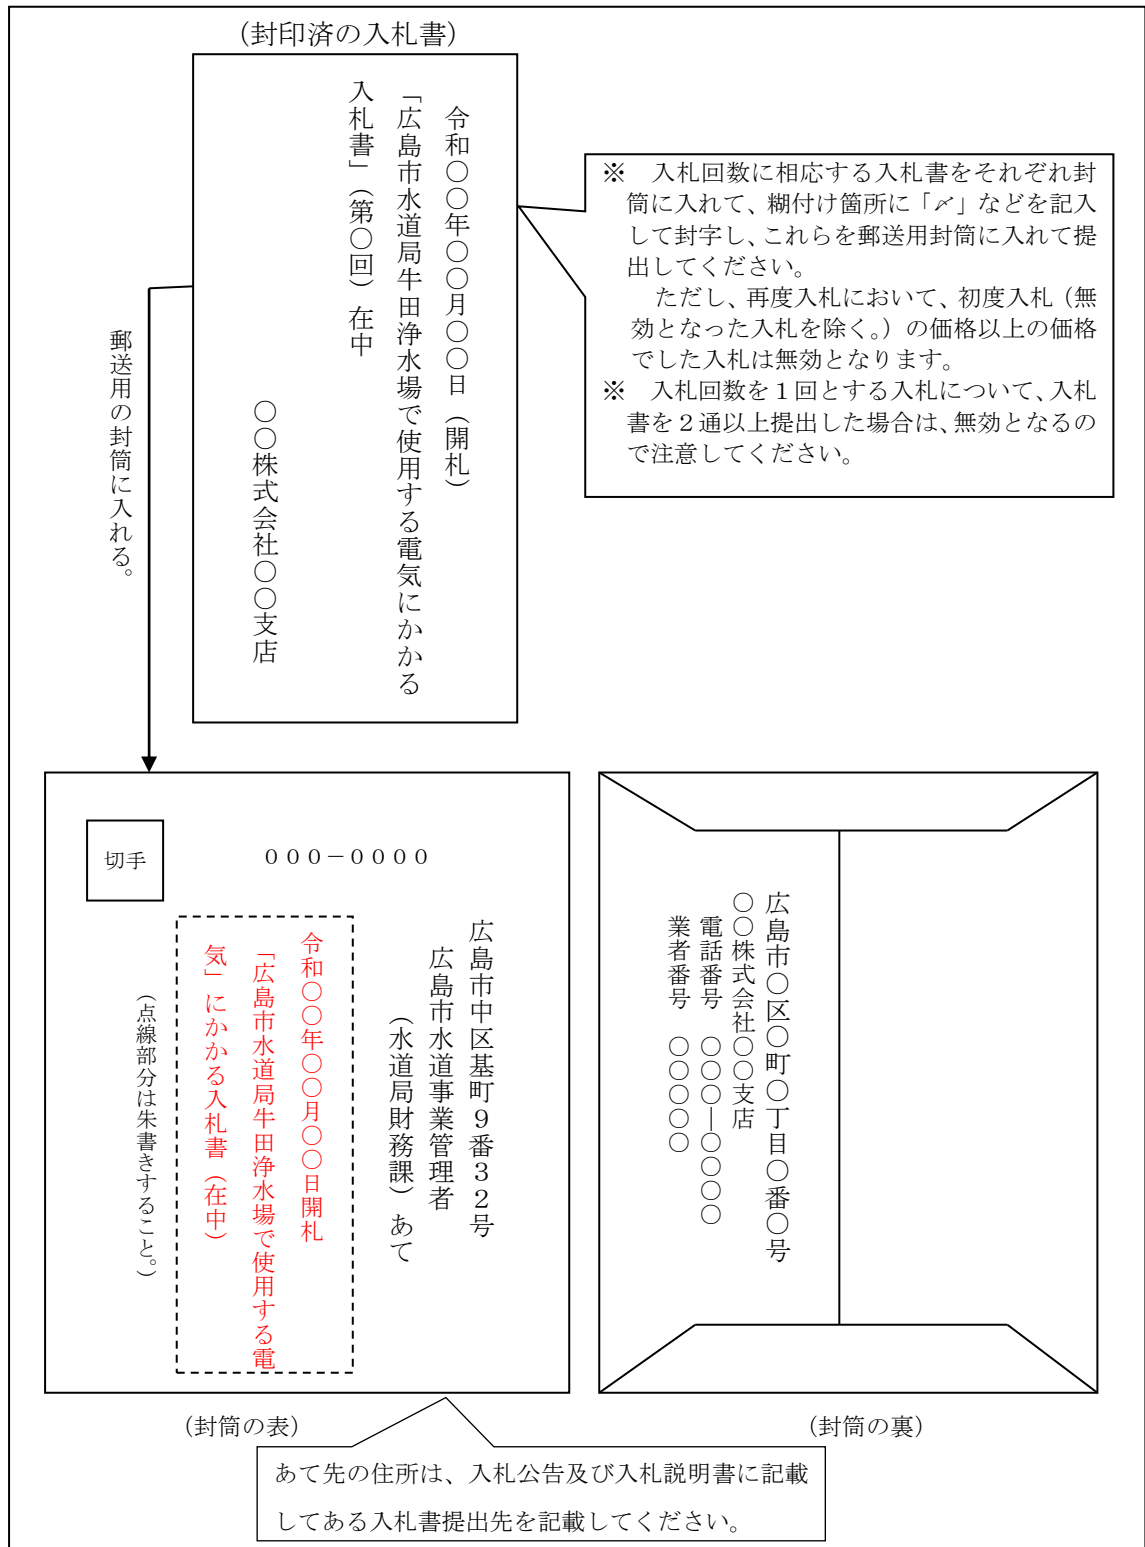 (封印済の入札書)
令和〇〇年〇〇月〇〇日（開札）
「広島市水道局牛田浄水場で使用する電気にかかる
入札書」（第〇回）在中
〇〇株式会社〇〇支店
※　入札回数に相応する入札書をそれぞれ封
筒に入れて、糊付け箇所に「〆」などを記入
して封字し、これらを郵送用封筒に入れて提
出してください。
ただし、再度入札において、初度入札（無
効となった入札を除く。）の価格以上の価格
でした入札は無効となります。
※　入札回数を１回とする入札について、入札
書を２通以上提出した場合は、無効となるの
で注意してください。
郵送用の封筒に入れる。
切手
０００－００００
広島市中区基町９番３２号
広島市水道事業管理者
（水道局財務課）あて
令和〇〇年〇〇月〇〇日開札
「広島市水道局牛田浄水場で使用する電
気」にかかる入札書（在中）
（点線部分は朱書きすること。）
広島市〇区〇町〇丁目〇番〇号
〇〇株式会社〇〇支店
電話番号　〇〇〇―〇〇〇〇
業者番号　〇〇〇〇〇
（封筒の表）
（封筒の裏）
あて先の住所は、入札公告及び入札説明書に記載
してある入札書提出先を記載してください。